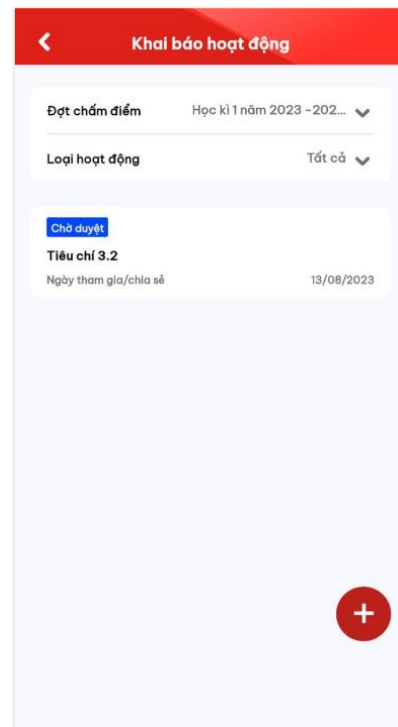 Khai báo hoạt động
Đợt chấm điểm Học kì 1 năm 2023 -202...
Loại hoạt động Tất cả
Chờ duyệt
Tiêu chí 3.2
Ngày tham gia/chia sẻ 13/08/2023